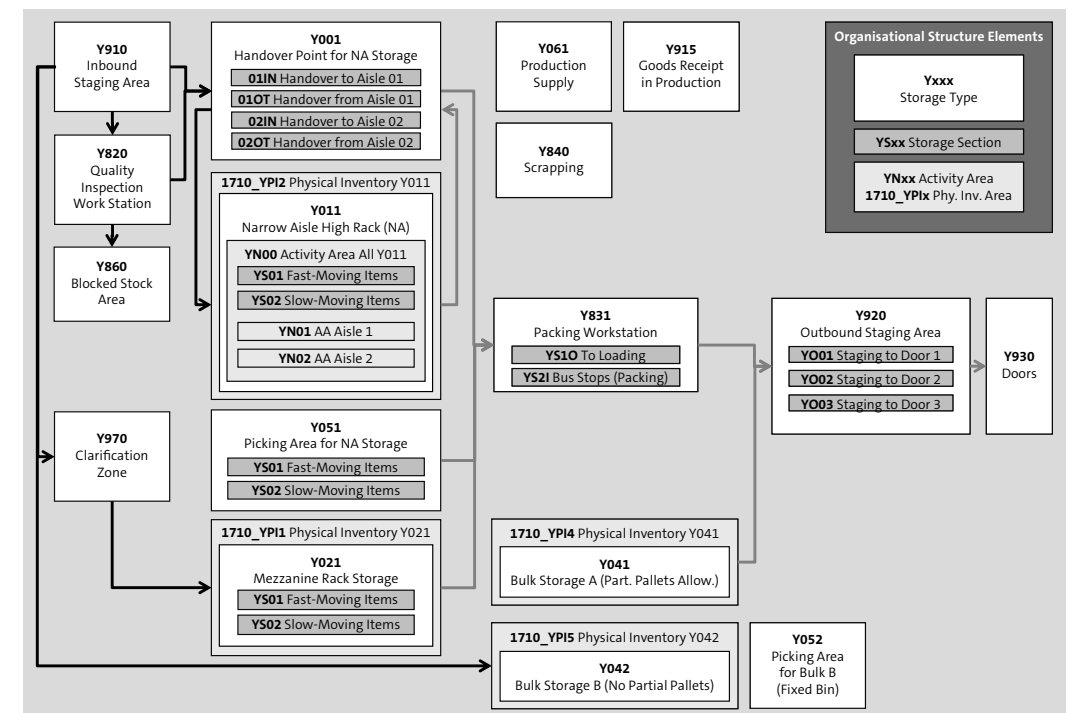 Y910
Inbound
Staging Area
Y820
Quality
Inspection
Work Station
Y860
Blocked Stock
Area
Y970
Clarification
Zone
Y001
Handover Point for NA Storage
01IN Handover to Aisle 01
01OT Handover from Aisle 01
02IN Handover to Aisle 02
02OT Handover from Aisle 02
1710_YPI2 Physical Inventory Y011
Y011
Narrow Aisle High Rack (NA)
YN00 Activity Area All Y011
YS01 Fast-Moving Items
YS02 Slow-Moving Items
YN01 AA Aisle 1
YN02 AA Aisle 2
Y051
Picking Area for NA Storage
YS01 Fast-Moving Items
YS02 Slow-Moving Items
1710_YPI1 Physical Inventory Y021
Y021
Mezzanine Rack Storage
YS01 Fast-Moving Items
YS02 Slow-Moving Items
Y061
Production
Supply
Y915
Goods Receipt
in Production
Y840
Scrapping
Y831
Packing Workstation
YS1O To Loading
YS2I Bus Stops (Packing)
1710_YPI4 Physical Inventory Y041
Y041
Bulk Storage A (Part. Pallets Allow.)
1710_YPI5 Physical Inventory Y042
Y042
Bulk Storage B (No Partial Pallets)
Y052
Picking Area
for Bulk B
(Fixed Bin)
Organisational Structure Elements
Yxxx
Storage Type
YSxx Storage Section
YNxx Activity Area
1710_YPIx Phy. Inv. Area
Y920
Outbound Staging Area
YO01 Staging to Door 1
YO02 Staging to Door 2
YO03 Staging to Door 3
Y930
Doors